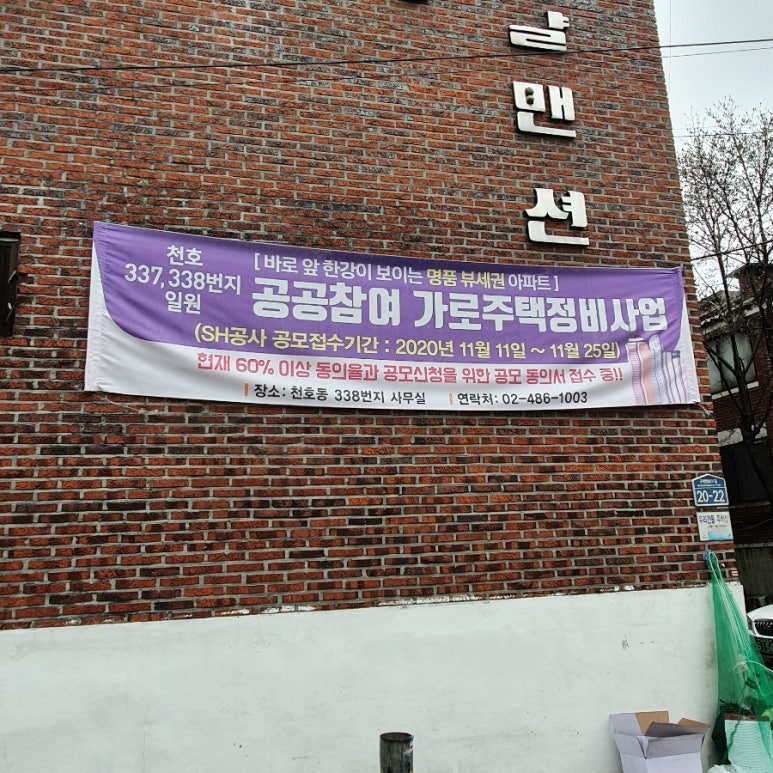 맨
션
천호
337, 338번지
일원
[ 바로 앞 한강이 보이는 명품 뷰세권 아파트 ]
공공참여 가로주택정비사업
(SH공사 공모접수기간 : 2020년 11월 11일 ~ 11월 25일)
현재 60% 이상 동의율과 공모신청을 위한 공모 동의서 접수 중!!
장소: 천호동 338번지 사무실
연락처: 02-486-1003
20-22